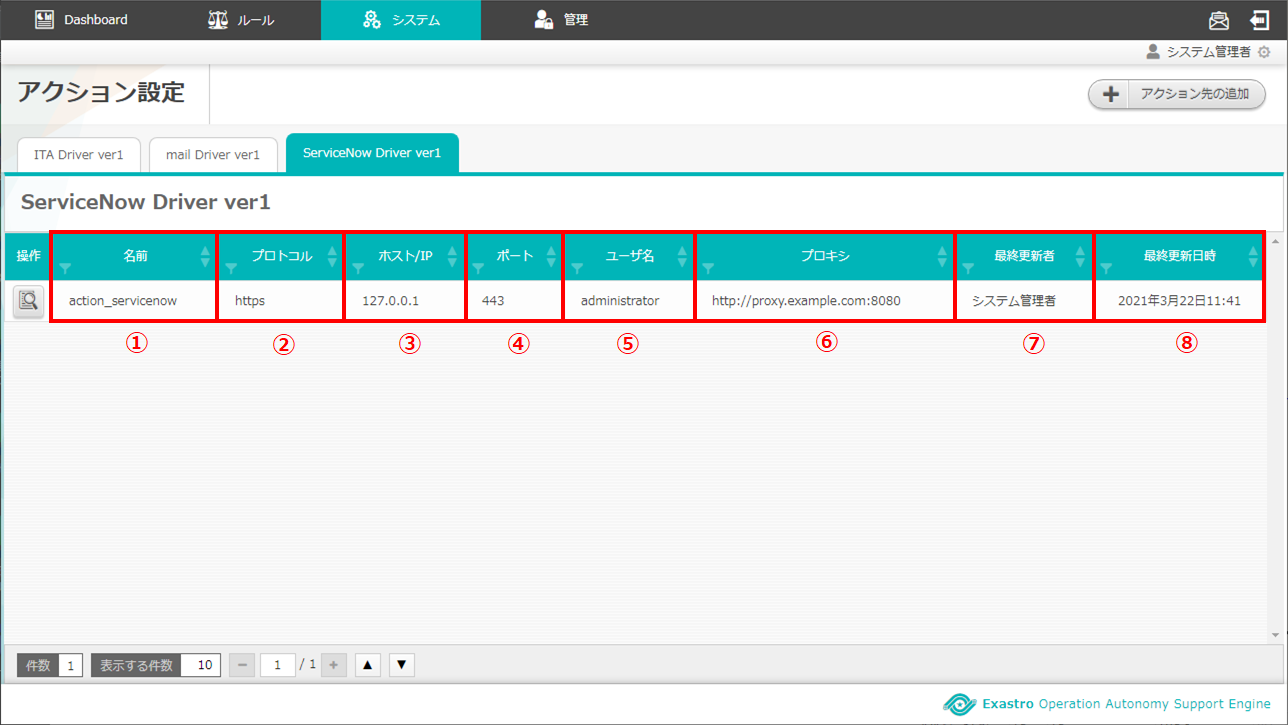 Dashboard ルール システム 管理
システム管理者
アクション設定
アクション先の追加
ITA Driver ver1 mail Driver ver1 ServiceNow Driver ver1
ServiceNow Driver ver1
操作 名前 プロトコル ホスト/IP ポート ユーザ名 プロキシ 最終更新者 最終更新日時
action_servicenow https 127.0.0.1 443 administrator http://proxy.example.com:8080 システム管理者 2021年3月22日11:41
① ② ③ ④ ⑤ ⑥ ⑦ ⑧
件数 1 表示する件数 10 − 1 / 1 + ▲ ▼
Exastro Operation Autonomy Support Engine